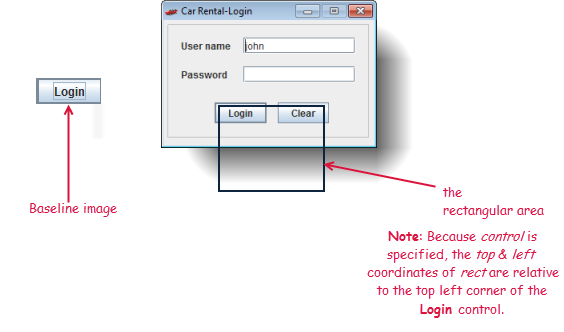 Car Rental-Login
User name
john
Password
Login
Clear
Login
Baseline image
the
rectangular area
Note: Because control is
specified, the top & left
coordinates of rect are relative
to the top left corner of the
Login control.